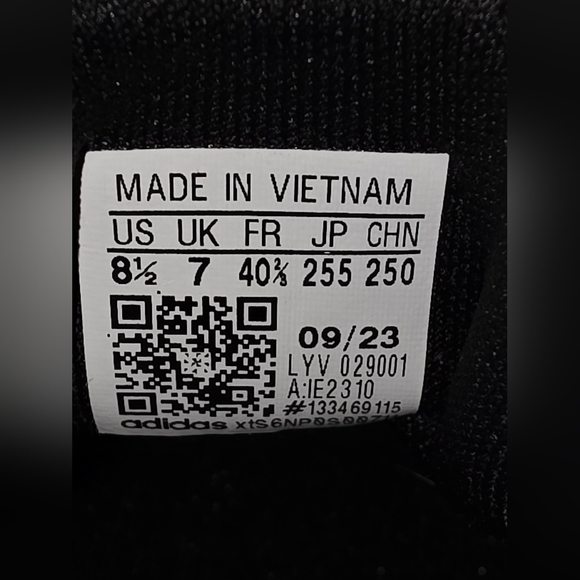 MADE IN VIETNAM
US UK FR JP CHN
8½ 7 40⅔ 255 250
09/23
LYV 029001
A:IE2310
#133469115
adidas